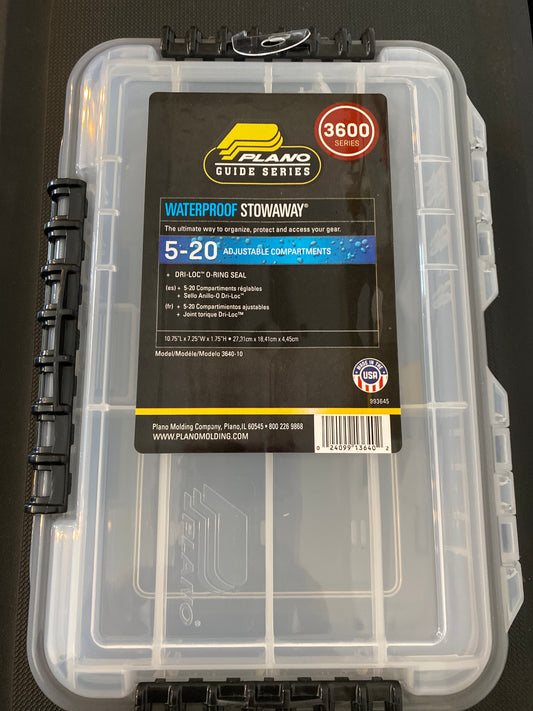 PLANO
GUIDE SERIES™
3600
SERIES
WATERPROOF STOWAWAY®
The ultimate way to organize, protect and access your gear.
5-20 ADJUSTABLE COMPARTMENTS
+ DRI-LOC™ O-RING SEAL
(es) + 5-20 Compartiments réglables
+ Sello Anillo-O Dri-Loc™
(fr) + 5-20 Compartimientos ajustables
+ Joint torique Dri-Loc™
10.75"L x 7.25"W x 1.75"H • 27,31cm x 18,41cm x 4,45cm
Model/Modèle/Modelo 3640-10
MADE IN THE
USA
993645
Plano Molding Company, Plano, IL 60545 • 800 226 9868
WWW.PLANOMOLDING.COM
0 24099 13640 2
PLANO
®